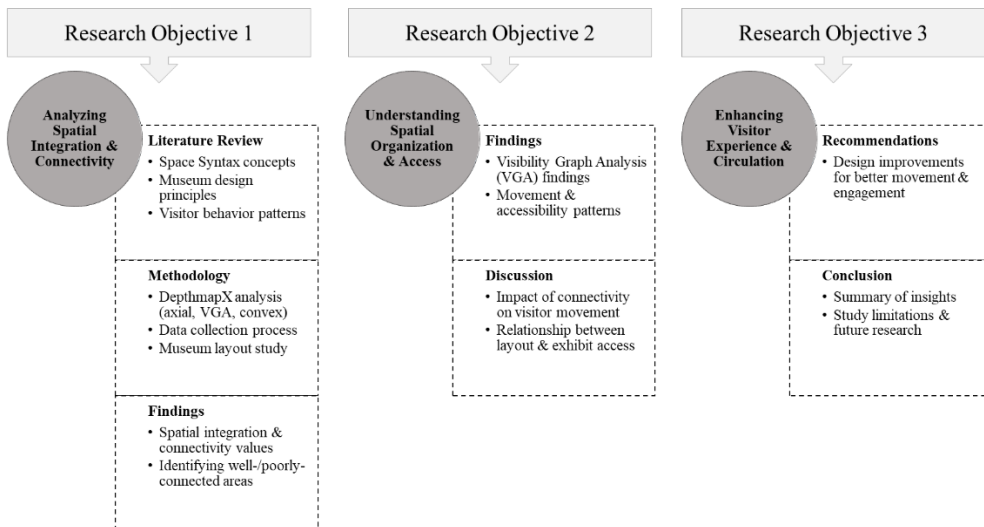 Research Objective 1
Analyzing
Spatial
Integration &
Connectivity
Literature Review
• Space Syntax concepts
• Museum design
principles
• Visitor behavior patterns
Methodology
• DepthmapX analysis
(axial, VGA, convex)
• Data collection process
• Museum layout study
Findings
• Spatial integration &
connectivity values
• Identifying well-/poorly-
connected areas
Research Objective 2
Understanding
Spatial
Organization
& Access
Findings
• Visibility Graph Analysis
(VGA) findings
• Movement &
accessibility patterns
Discussion
• Impact of connectivity
on visitor movement
• Relationship between
layout & exhibit access
Research Objective 3
Enhancing
Visitor
Experience &
Circulation
Recommendations
• Design improvements
for better movement &
engagement
Conclusion
• Summary of insights
• Study limitations &
future research